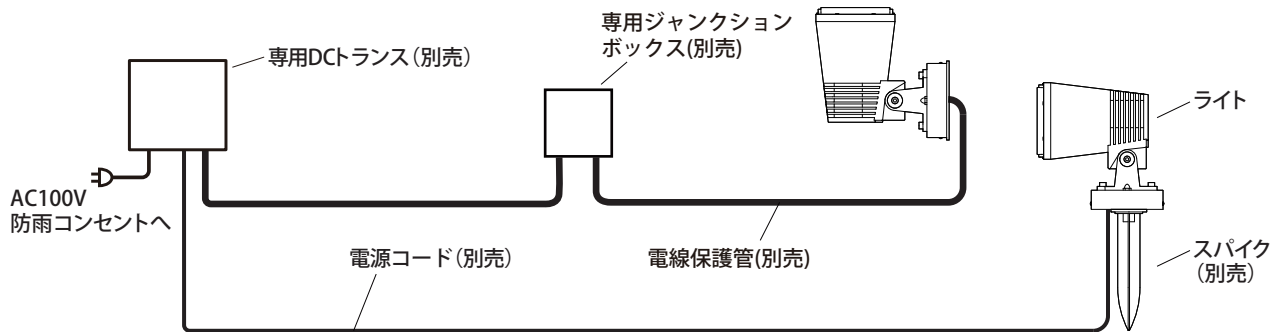 専用DCトランス(別売)
専用ジャンクション
ボックス(別売)
ライト
AC100V
防雨コンセントへ
電源コード(別売)
電線保護管(別売)
スパイク
(別売)